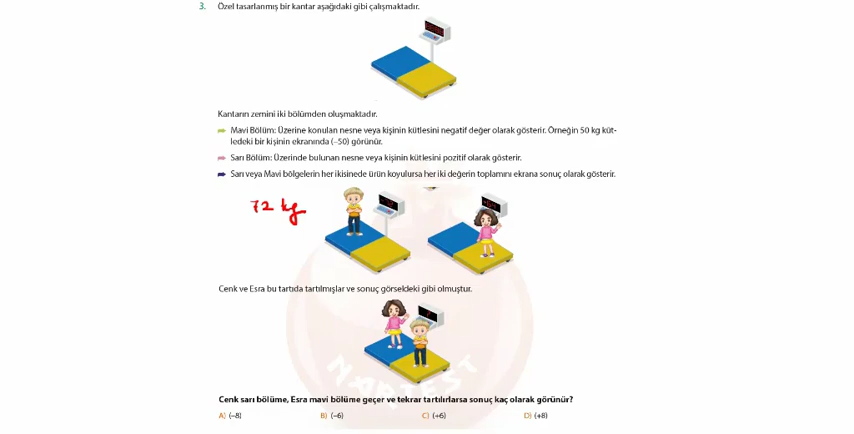 3. Özel tasarlanmış bir kantar aşağıdaki gibi çalışmaktadır.
Kantarın zemini iki bölümden oluşmaktadır.
Mavi Bölüm: Üzerine konulan nesne veya kişinin kütlesini negatif değer olarak gösterir. Örneğin 50 kg küt-
ledeki bir kişinin ekranında (–50) görünür.
Sarı Bölüm: Üzerinde bulunan nesne veya kişinin kütlesini pozitif olarak gösterir.
Sarı veya Mavi bölgelerin her ikisinede ürün koyulursa her iki değerin toplamını ekrana sonuç olarak gösterir.
72 kg
Cenk ve Esra bu tartıda tartılmışlar ve sonuç görseldeki gibi olmuştur.
?
NARTEST
Cenk sarı bölüme, Esra mavi bölüme geçer ve tekrar tartılırlarsa sonuç kaç olarak görünür?
A) (–8) B) (–6) C) (+6) D) (+8)